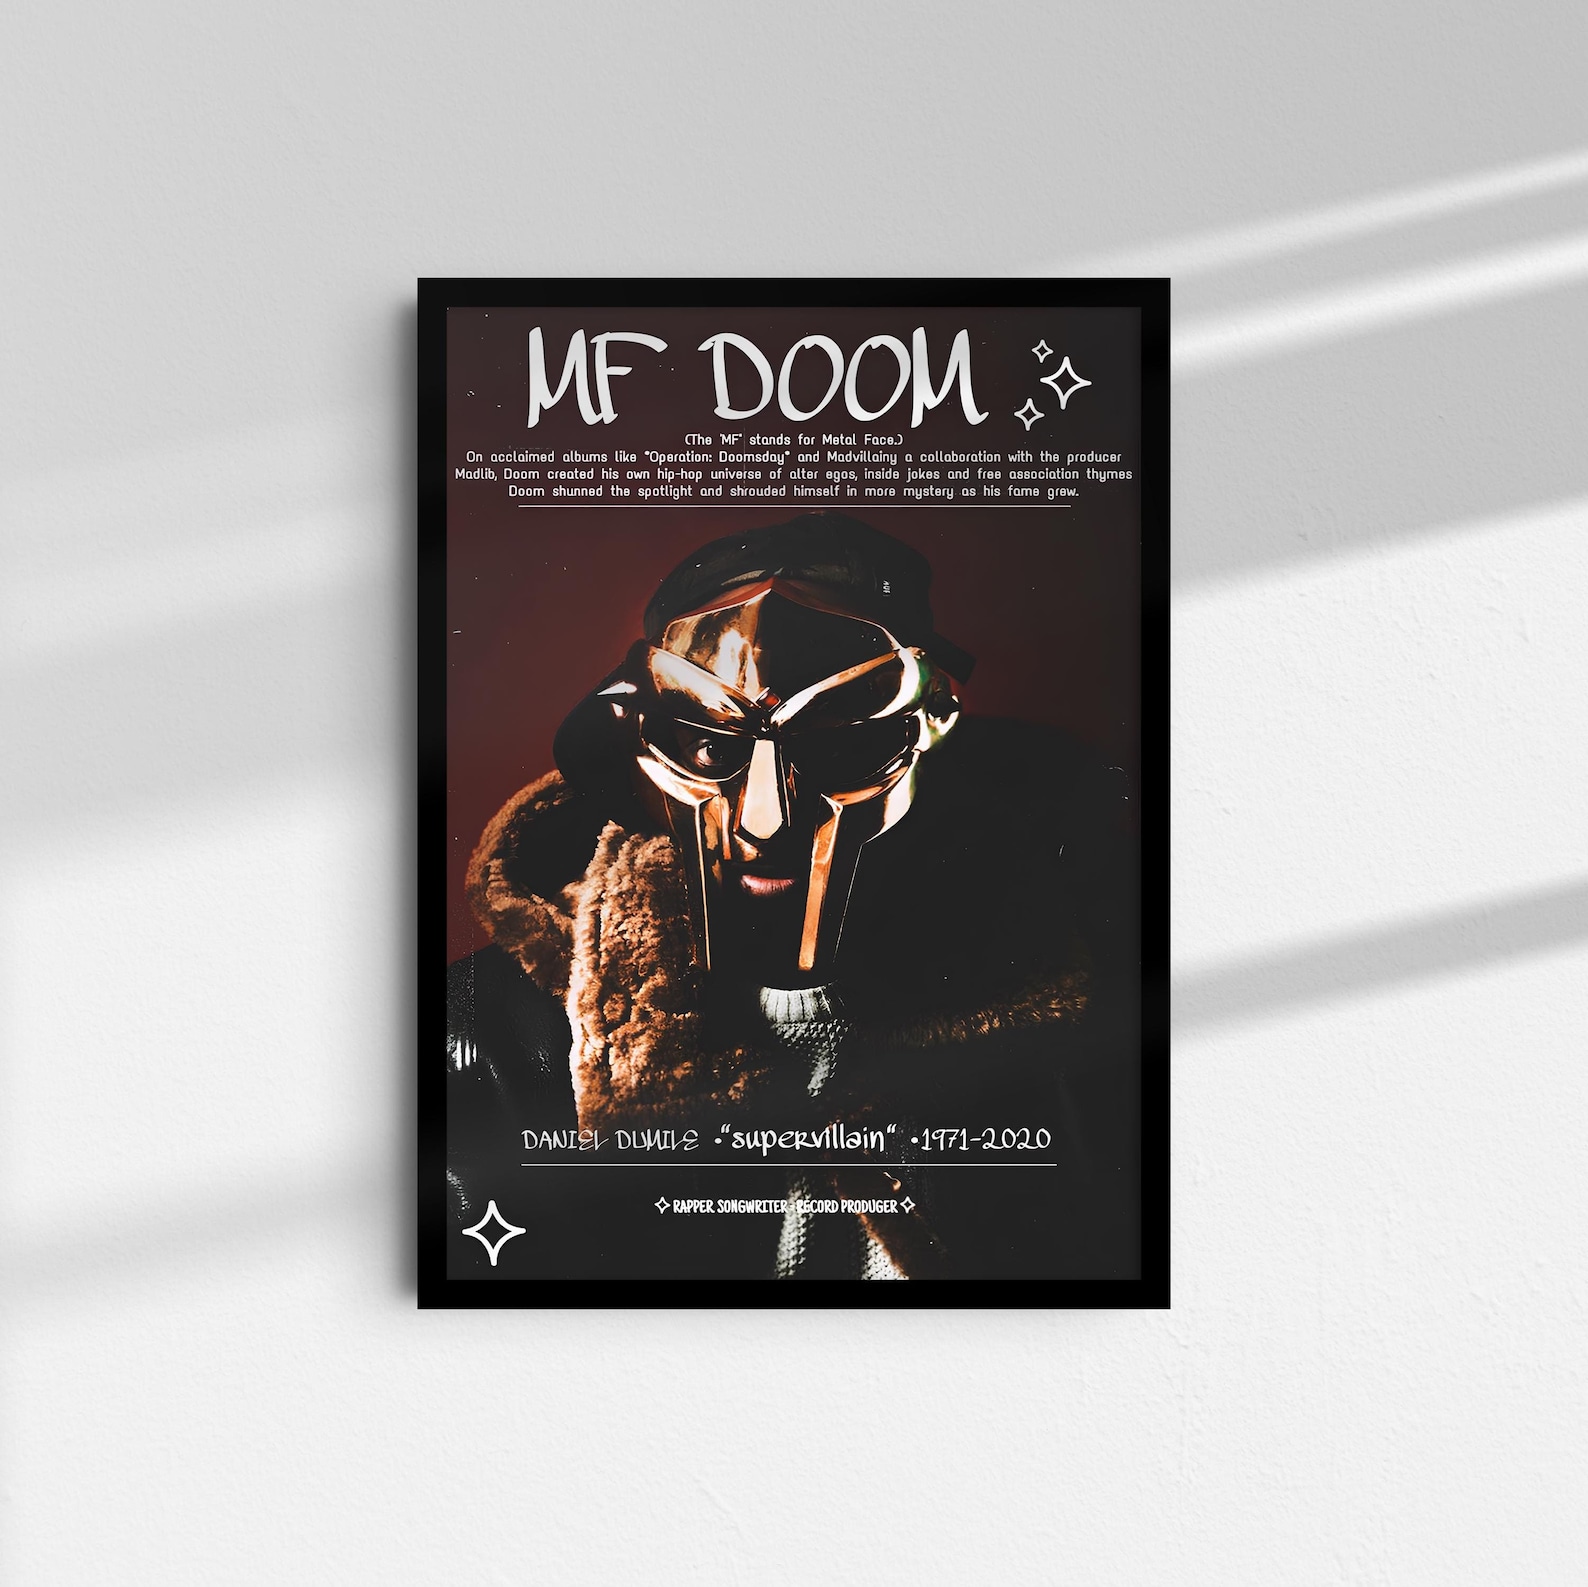 MF DOOM
(The 'MF' stands for Metal Face.)
On acclaimed albums like "Operation: Doomsday" and Madvillainy a collaboration with the producer
Madlib, Doom created his own hip-hop universe of alter egos, inside jokes and free association thymes
Doom shunned the spotlight and shrouded himself in more mystery as his fame grew.
DANIEL DUMILE •"supervillain" •1971-2020
RAPPER SONGWRITER • RECORD PRODUGER